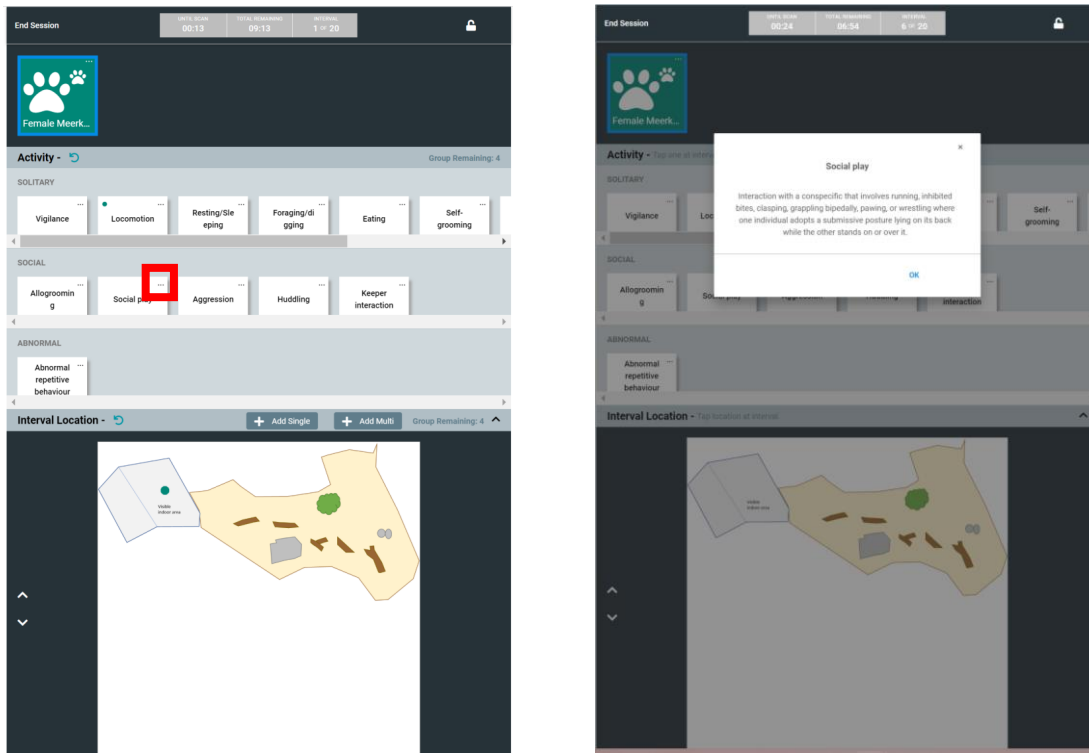 End Session
UNTIL SCAN TOTAL REMAINING INTERVAL
00:13 09:13 1 OF 20
Female Meerk...
Activity -
Group Remaining: 4
SOLITARY
Vigilance
Locomotion
Resting/Sle
eping
Foraging/di
gging
Eating
Self-
grooming
SOCIAL
Allogroomin
g
Social play
Aggression
Huddling
Keeper
interaction
ABNORMAL
Abnormal
repetitive
behaviour
Interval Location -
+ Add Single
+ Add Multi
Group Remaining: 4
Visible
indoor area
End Session
UNTIL SCAN TOTAL REMAINING INTERVAL
00:24 06:54 6 OF 20
Female Meerk...
Activity - Tap one at interv
SOLITARY
Vigilance
Loc
Self-
grooming
Social play
Interaction with a conspecific that involves running, inhibited
bites, clasping, grappling bipedally, pawing, or wrestling where
one individual adopts a submissive posture lying on its back
while the other stands on or over it.
OK
SOCIAL
Allogroomin
g
interaction
ABNORMAL
Abnormal
repetitive
behaviour
Interval Location - Tap location at interval
Visible
indoor area